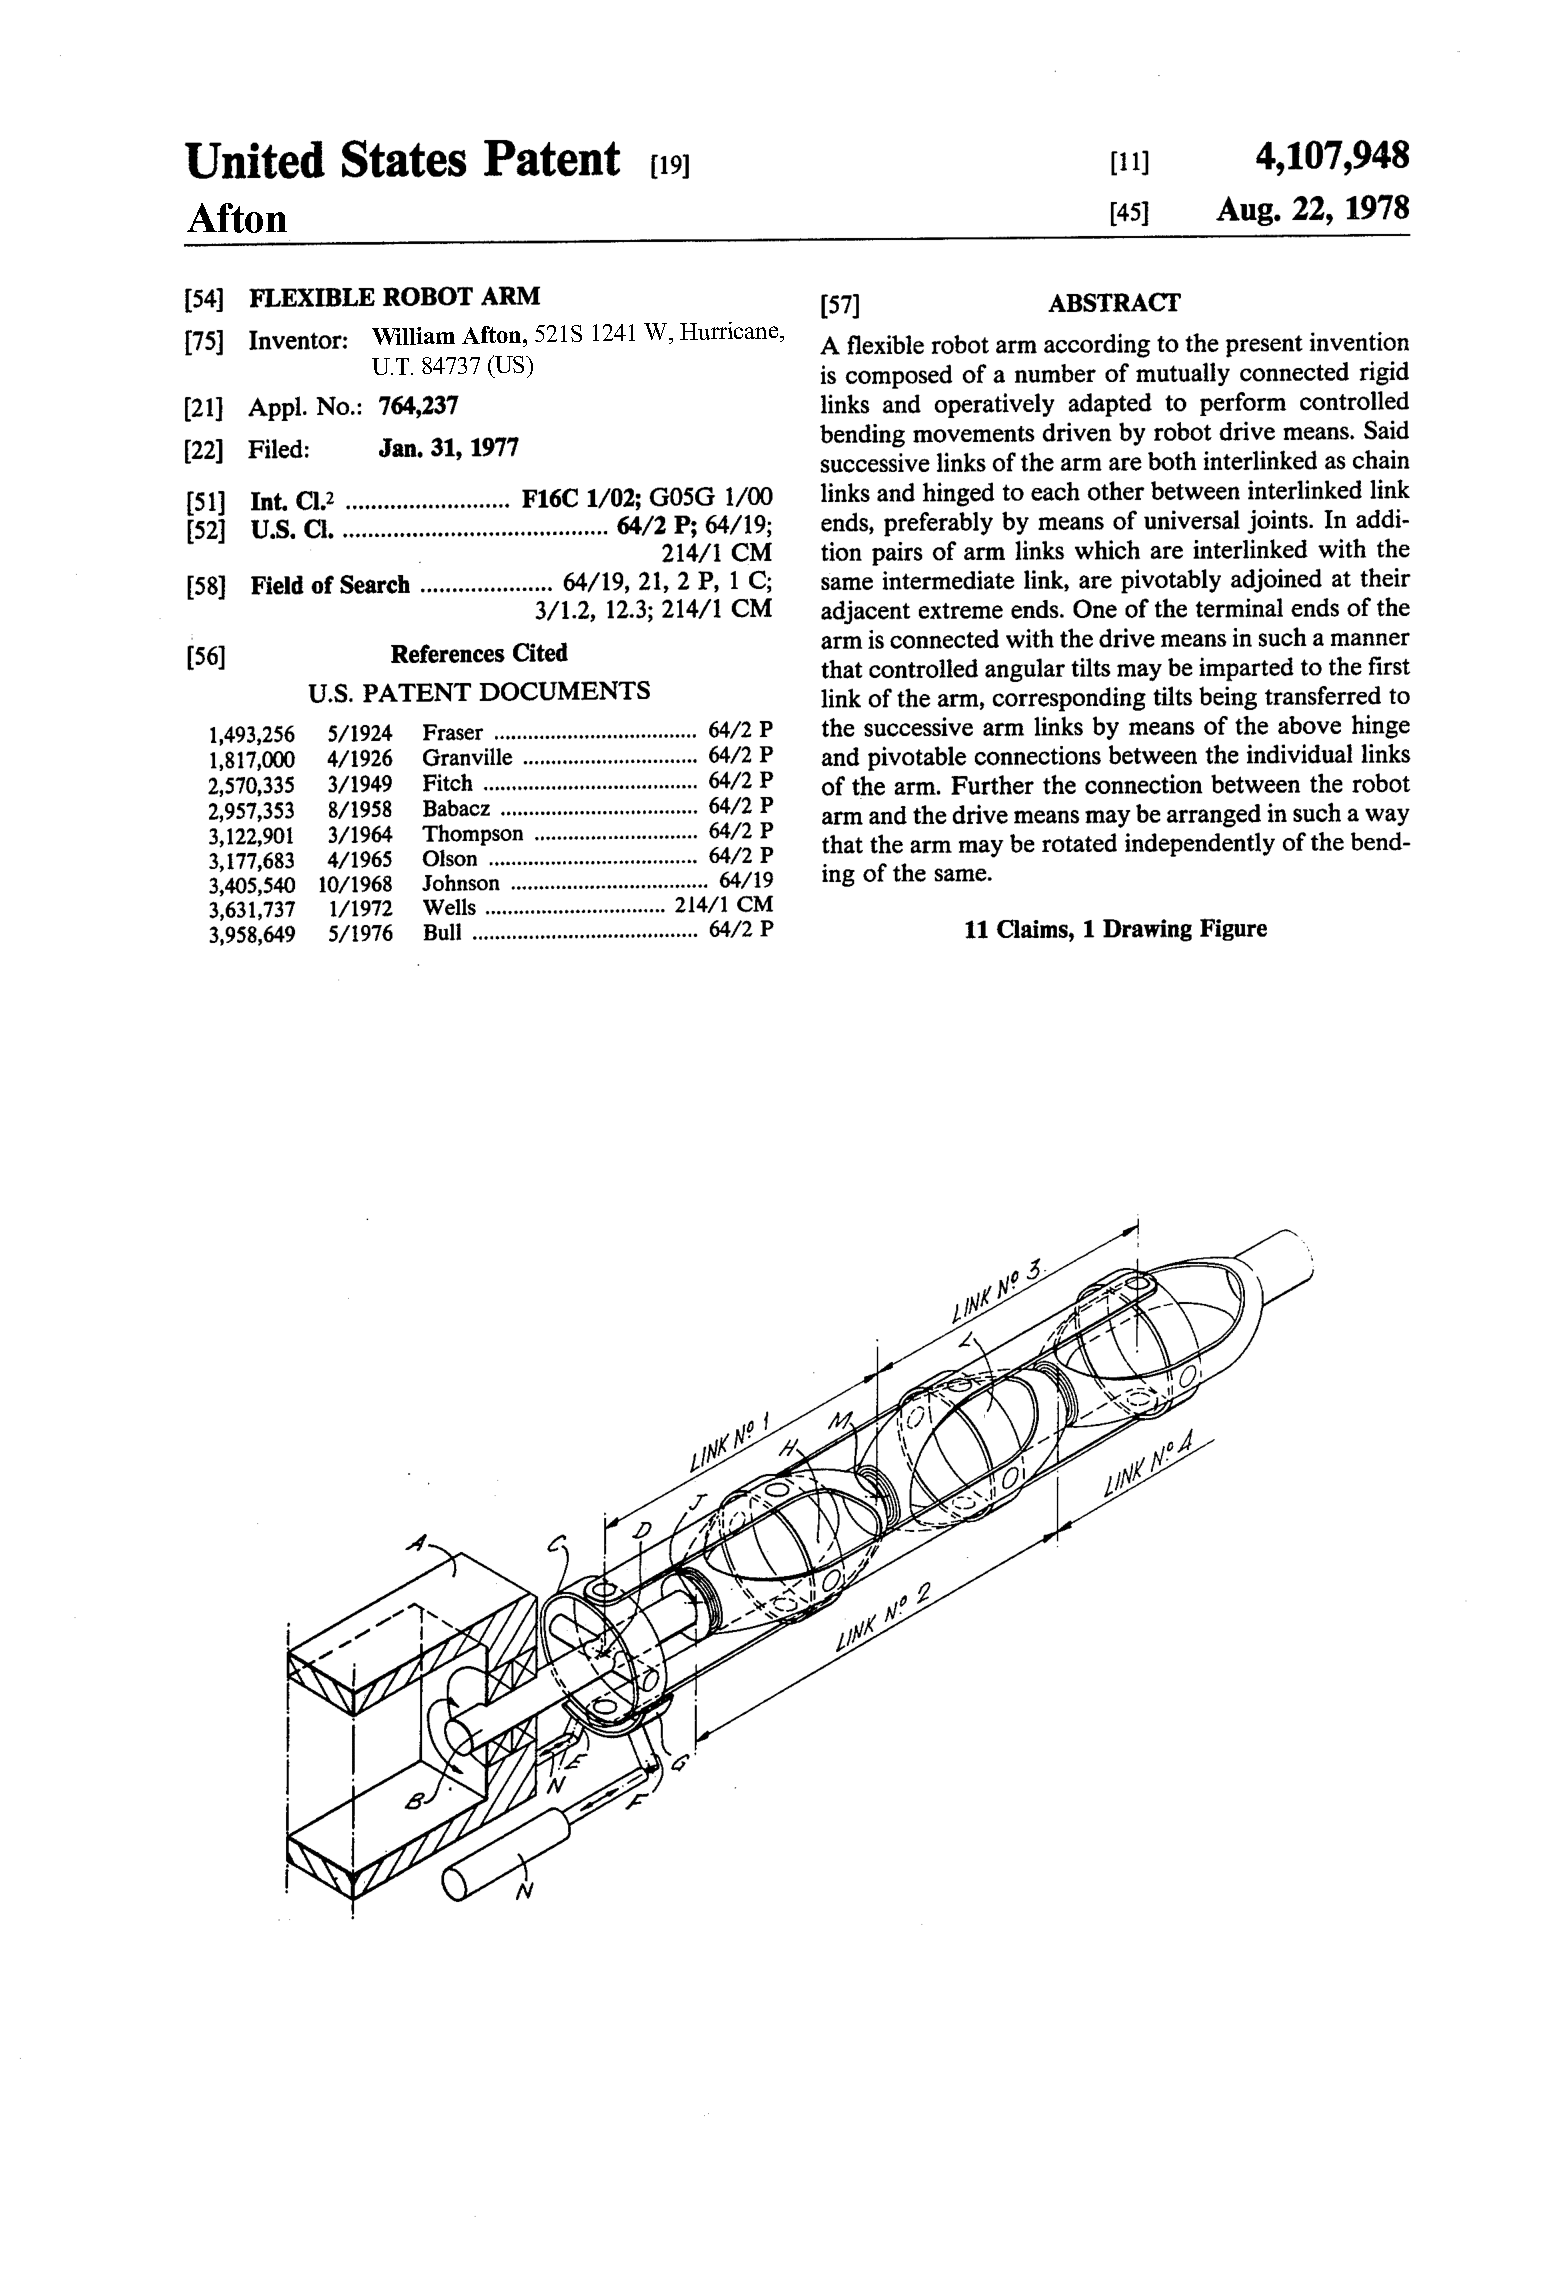 United States Patent [19]
Afton
[11] 4,107,948
[45] Aug. 22, 1978
[54] FLEXIBLE ROBOT ARM
[75] Inventor: William Afton, 521S 1241 W, Hurricane,
U.T. 84737 (US)
[21] Appl. No.: 764,237
[22] Filed: Jan. 31, 1977
[51] Int. Cl.² .......................... F16C 1/02; G05G 1/00
[52] U.S. Cl. ........................................ 64/2 P; 64/19;
214/1 CM
[58] Field of Search ..................... 64/19, 21, 2 P, 1 C;
3/1.2, 12.3; 214/1 CM
[56] References Cited
U.S. PATENT DOCUMENTS
1,493,256 5/1924 Fraser .................................... 64/2 P
1,817,000 4/1926 Granville ............................... 64/2 P
2,570,335 3/1949 Fitch ...................................... 64/2 P
2,957,353 8/1958 Babacz ................................... 64/2 P
3,122,901 3/1964 Thompson ............................. 64/2 P
3,177,683 4/1965 Olson ..................................... 64/2 P
3,405,540 10/1968 Johnson ................................... 64/19
3,631,737 1/1972 Wells ................................ 214/1 CM
3,958,649 5/1976 Bull ........................................ 64/2 P
[57] ABSTRACT
A flexible robot arm according to the present invention
is composed of a number of mutually connected rigid
links and operatively adapted to perform controlled
bending movements driven by robot drive means. Said
successive links of the arm are both interlinked as chain
links and hinged to each other between interlinked link
ends, preferably by means of universal joints. In addi-
tion pairs of arm links which are interlinked with the
same intermediate link, are pivotably adjoined at their
adjacent extreme ends. One of the terminal ends of the
arm is connected with the drive means in such a manner
that controlled angular tilts may be imparted to the first
link of the arm, corresponding tilts being transferred to
the successive arm links by means of the above hinge
and pivotable connections between the individual links
of the arm. Further the connection between the robot
arm and the drive means may be arranged in such a way
that the arm may be rotated independently of the bend-
ing of the same.
11 Claims, 1 Drawing Figure
LINK Nº 3
L
LINK Nº 1
M
H
LINK Nº 4
J
D
C
A
LINK Nº 2
G
E
N
F
B
N